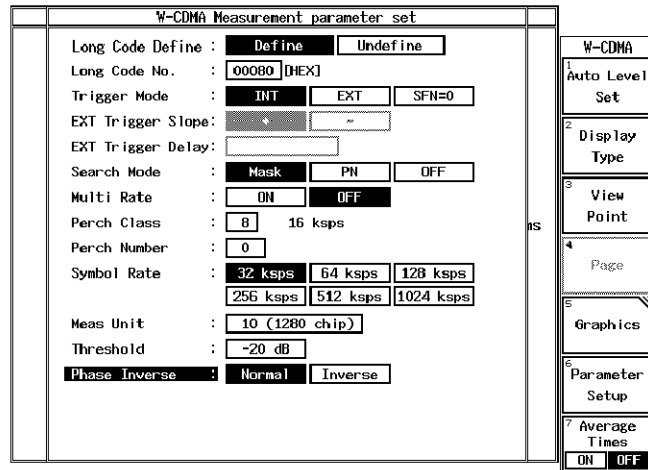 W-CDMA Measurement parameter set
Long Code Define : Define Undefine
Long Code No. : 00080 [HEX]
Trigger Mode : INT EXT SFN=0
EXT Trigger Slope:
EXT Trigger Delay:
Search Mode : Mask PN OFF
Multi Rate : ON OFF
Perch Class : 8 16 ksps
Perch Number : 0
Symbol Rate : 32 ksps 64 ksps 128 ksps
256 ksps 512 ksps 1024 ksps
Meas Unit : 10 (1280 chip)
Threshold : -20 dB
Phase Inverse : Normal Inverse
ms
W-CDMA
1
Auto Level
Set
2
Display
Type
3
View
Point
4
Page
5
Graphics
6
Parameter
Setup
7
Average
Times
ON OFF